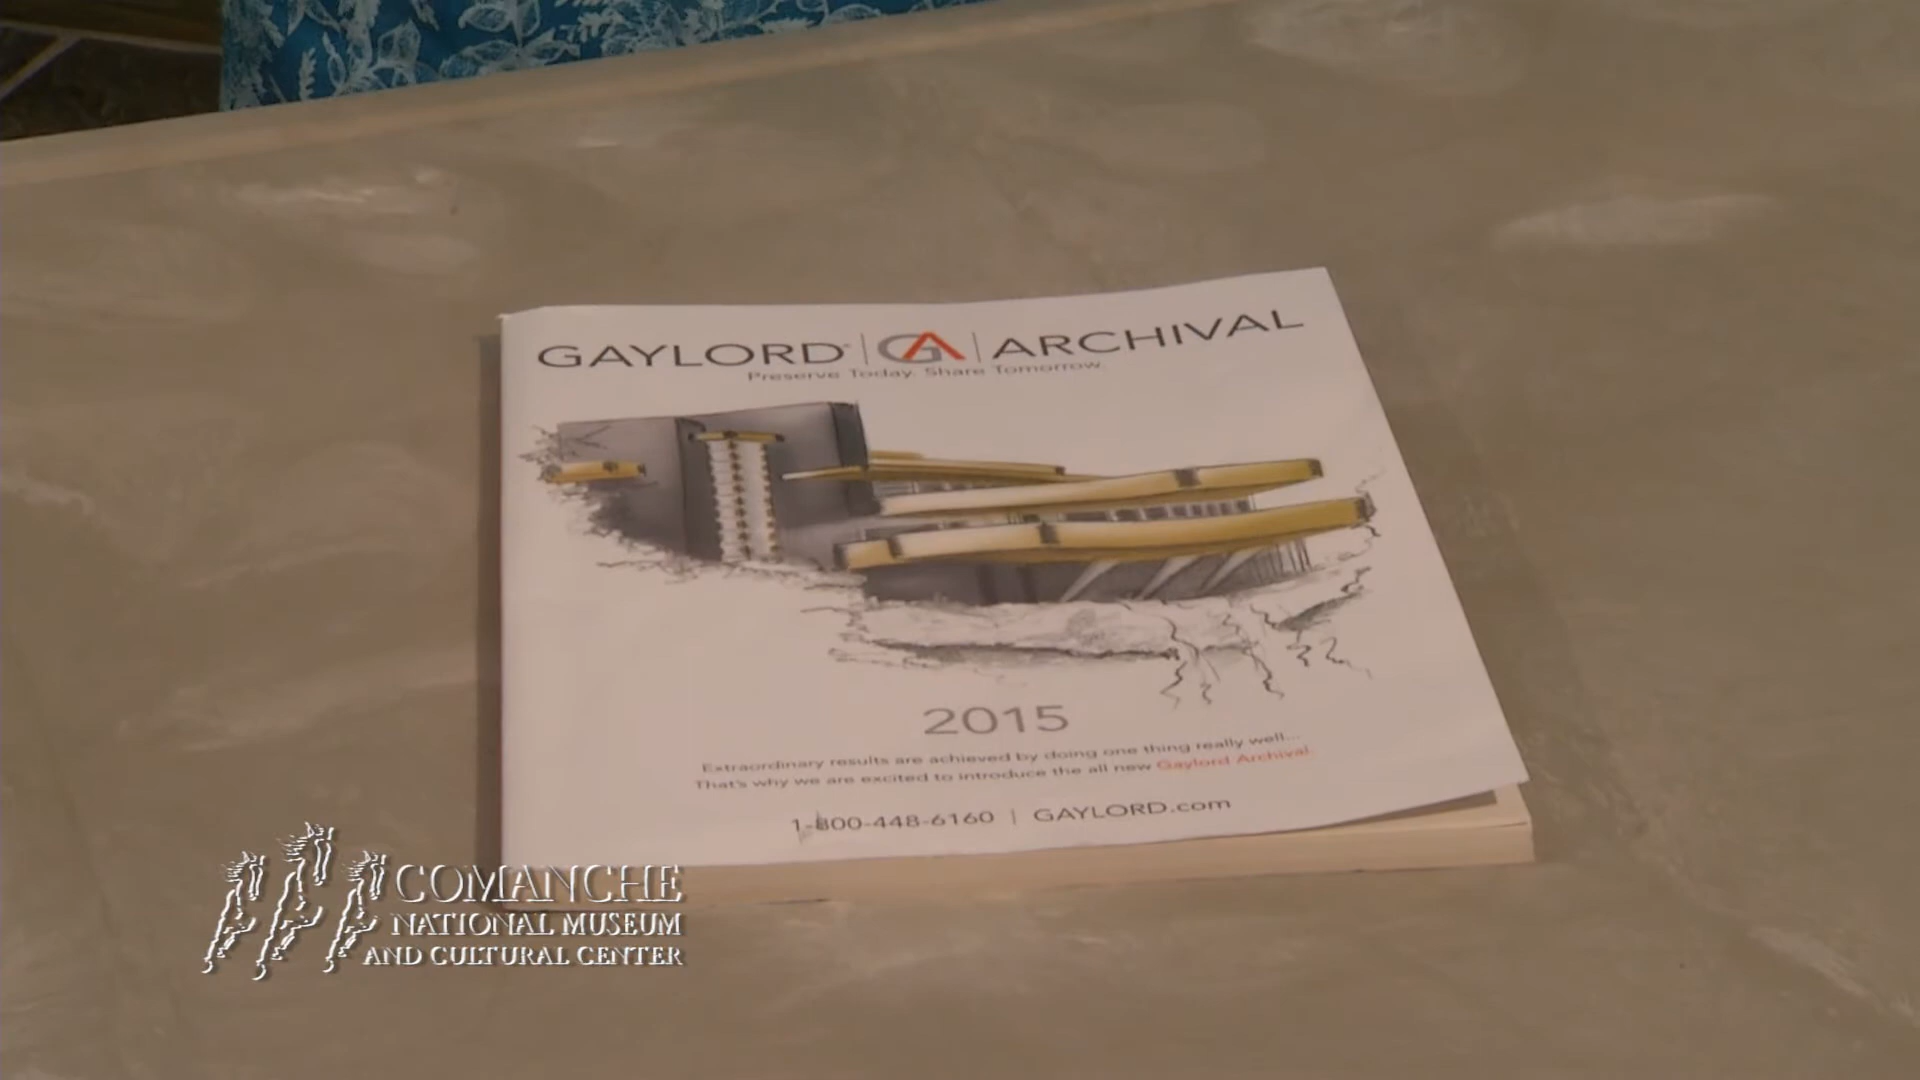 GAYLORD® | GA | ARCHIVAL
Preserve Today. Share Tomorrow.
2015
Extraordinary results are achieved by doing one thing really well...
That's why we are excited to introduce the all new Gaylord Archival.
1-800-448-6160 | GAYLORD.com
COMANCHE
NATIONAL MUSEUM
AND CULTURAL CENTER